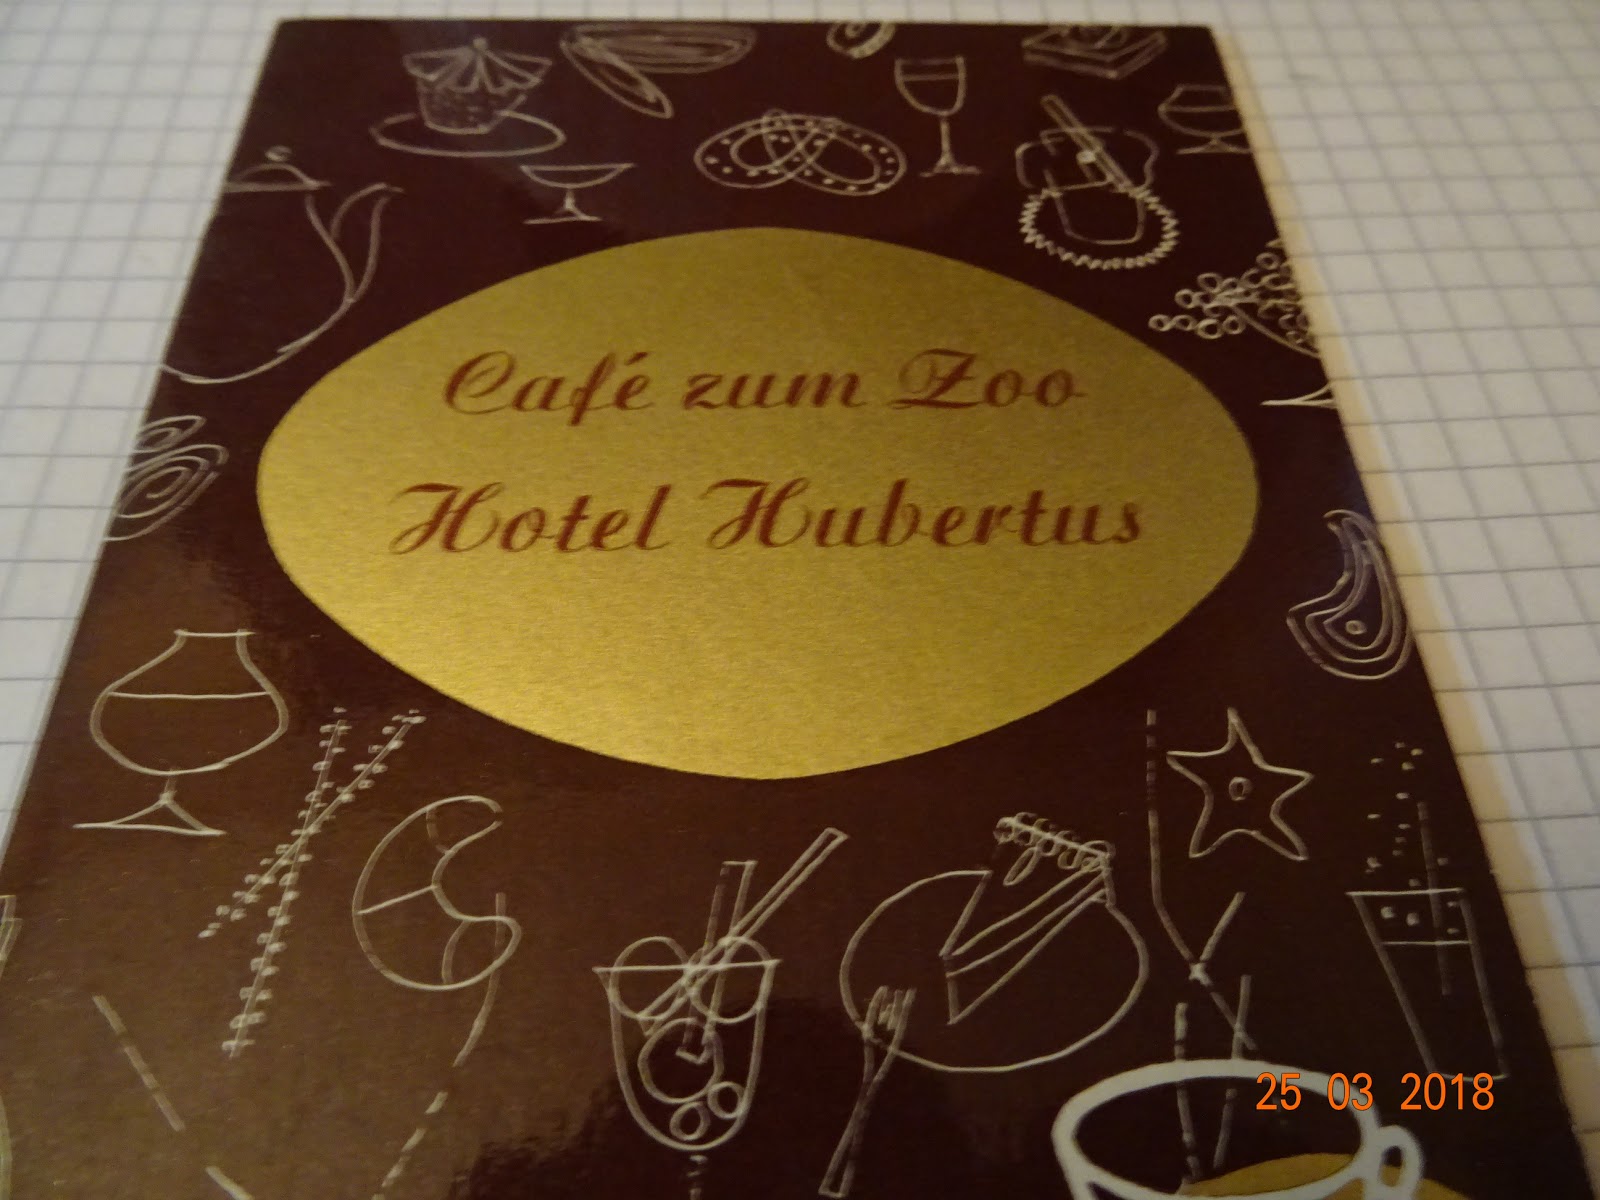 Café zum Zoo
Hotel Hubertus
25 03 2018